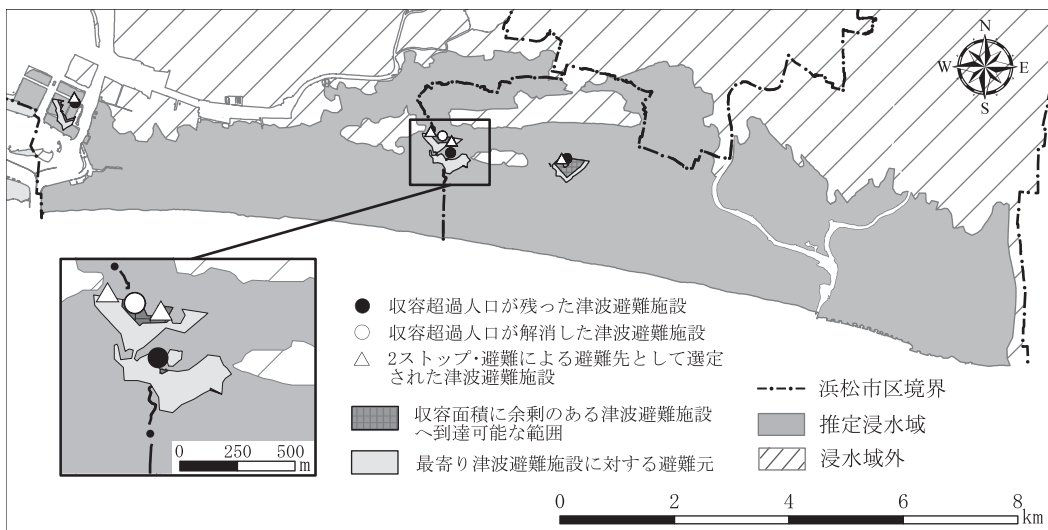 N
W E
S
● 収容超過人口が残った津波避難施設
○ 収容超過人口が解消した津波避難施設
△ 2ストップ・避難による避難先として選定
された津波避難施設
収容面積に余剰のある津波避難施設
へ到達可能な範囲
最寄り津波避難施設に対する避難元
浜松市区境界
推定浸水域
浸水域外
0 250 500
m
0 2 4 6 8
km